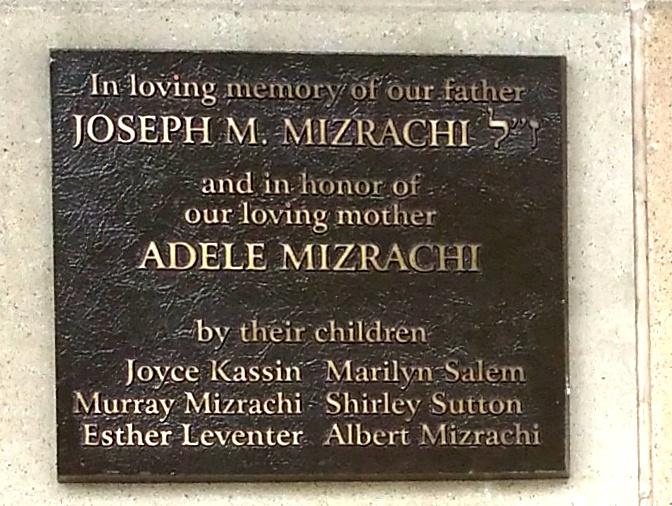 In loving memory of our father
JOSEPH M. MIZRACHI ז״ל
and in honor of
our loving mother
ADELE MIZRACHI
by their children
Joyce Kassin Marilyn Salem
Murray Mizrachi Shirley Sutton
Esther Leventer Albert Mizrachi